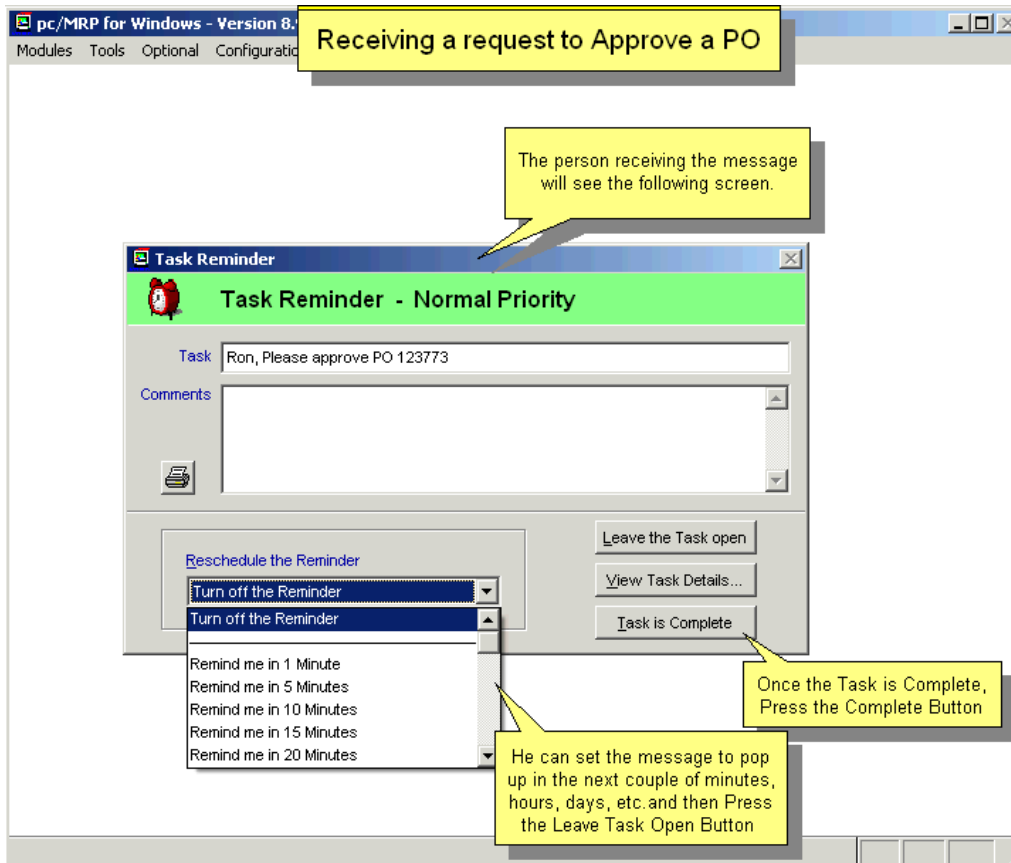 pc/MRP for Windows - Version 8.
Receiving a request to Approve a PO
Modules Tools Optional Configuratio
The person receiving the message
will see the following screen.
Task Reminder
Task Reminder - Normal Priority
Task Ron, Please approve PO 123773
Comments
Leave the Task open
Reschedule the Reminder
View Task Details...
Turn off the Reminder
Turn off the Reminder
Task is Complete
Remind me in 1 Minute
Remind me in 5 Minutes
Remind me in 10 Minutes
Remind me in 15 Minutes
Remind me in 20 Minutes
Once the Task is Complete,
Press the Complete Button
He can set the message to pop
up in the next couple of minutes,
hours, days, etc.and then Press
the Leave Task Open Button